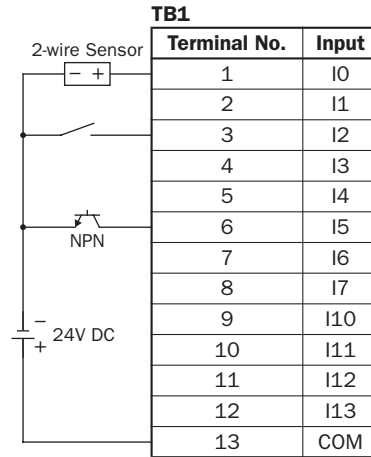 TB1
2-wire Sensor
− +
NPN
−
24V DC
+
Terminal No. Input
1 I0
2 I1
3 I2
4 I3
5 I4
6 I5
7 I6
8 I7
9 I10
10 I11
11 I12
12 I13
13 COM